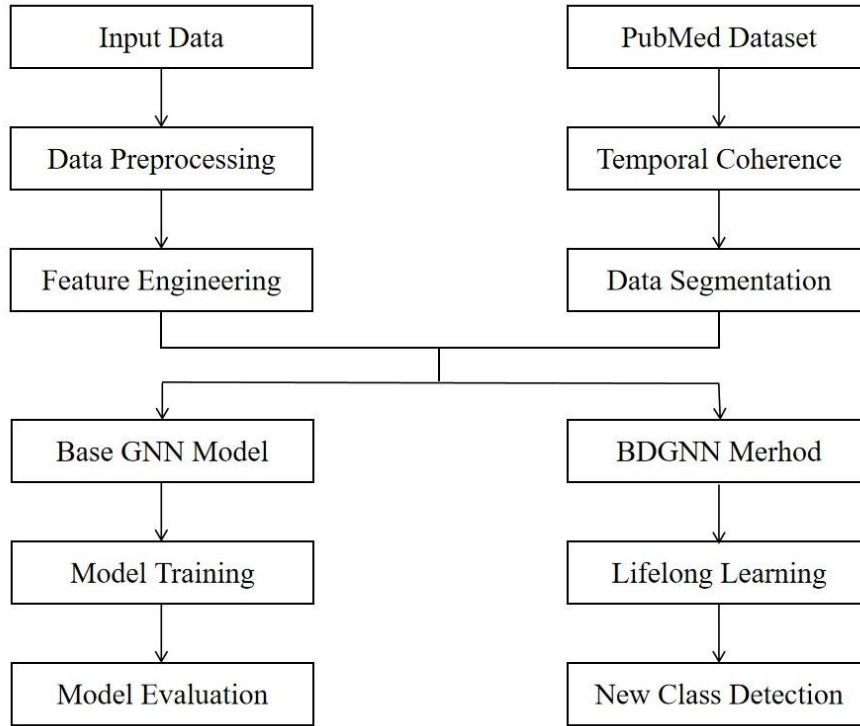 Input Data
PubMed Dataset
Data Preprocessing
Temporal Coherence
Feature Engineering
Data Segmentation
Base GNN Model
BDGNN Merhod
Model Training
Lifelong Learning
Model Evaluation
New Class Detection